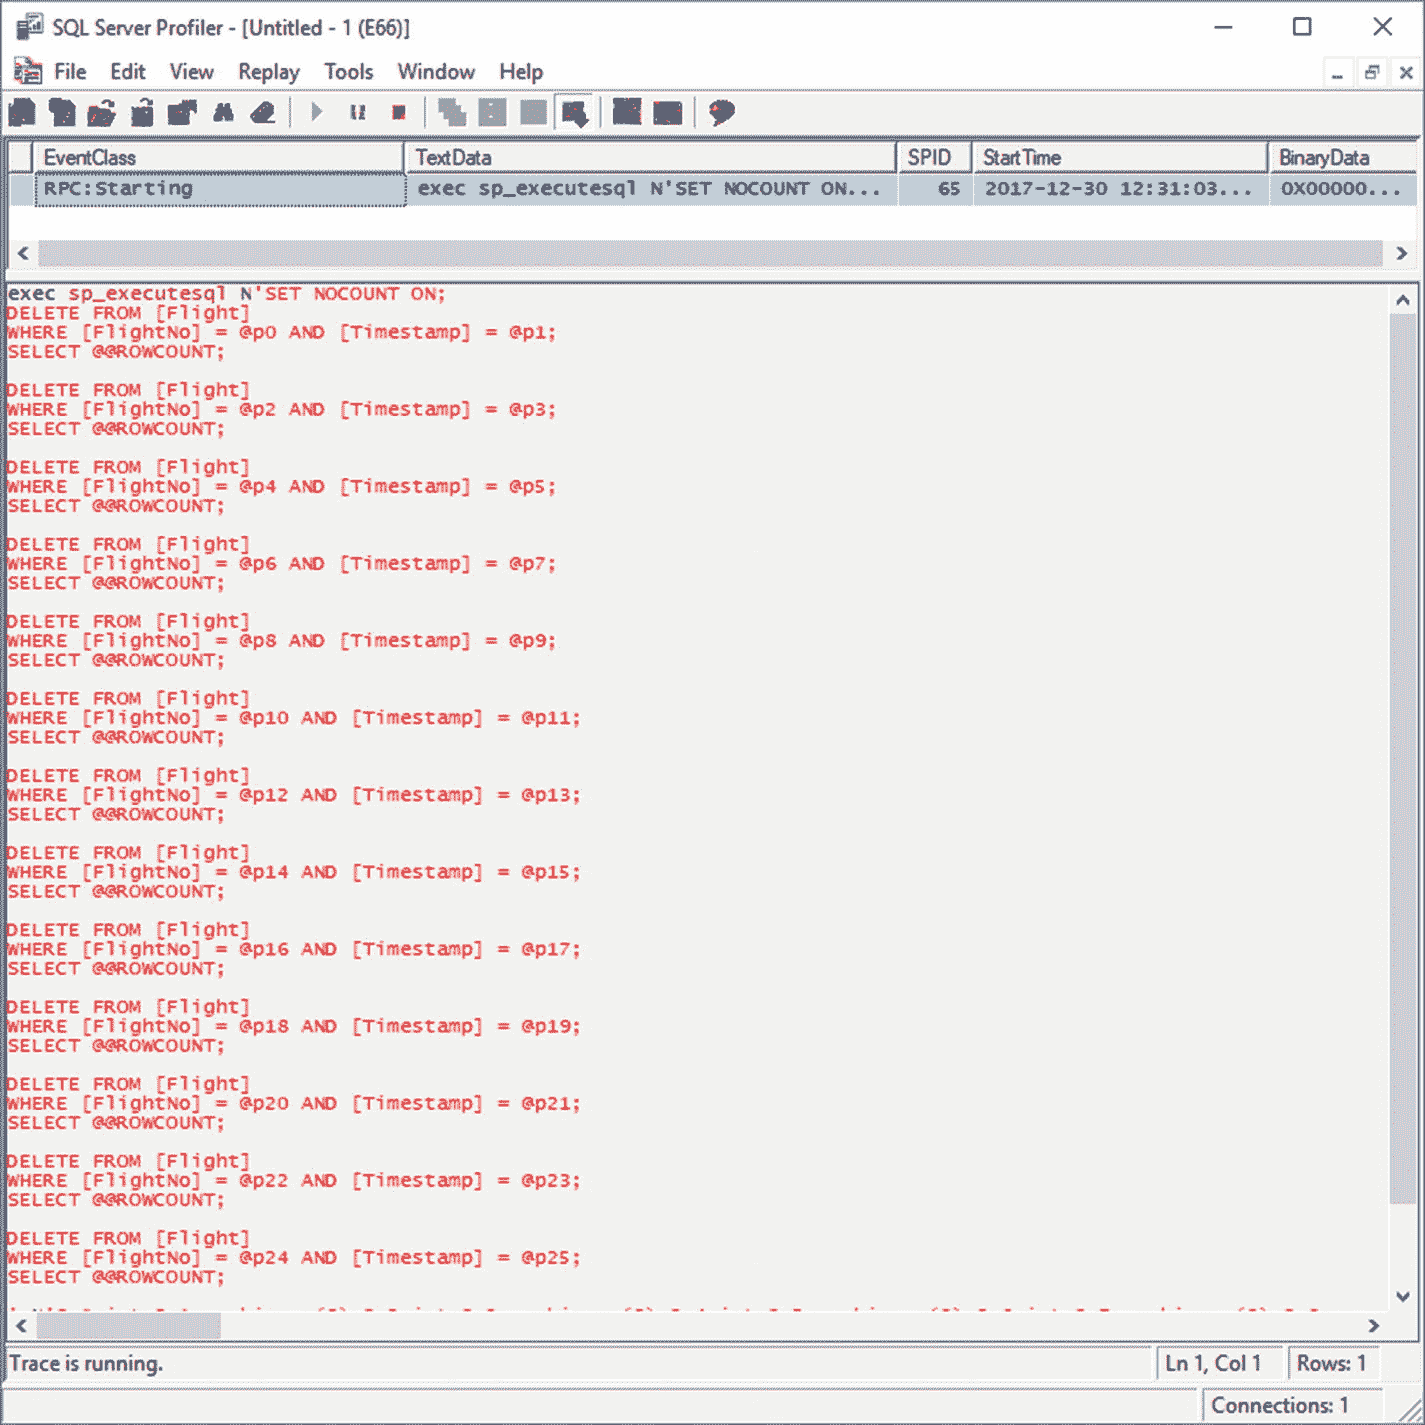 SQL Server Profiler - [Untitled - 1 (E66)]
File Edit View Replay Tools Window Help
EventClass TextData SPID StartTime BinaryData
RPC:Starting exec sp_executesql N'SET NOCOUNT ON... 65 2017-12-30 12:31:03... 0X00000...
exec sp_executesql N'SET NOCOUNT ON;
DELETE FROM [Flight]
WHERE [FlightNo] = @p0 AND [Timestamp] = @p1;
SELECT @@ROWCOUNT;
DELETE FROM [Flight]
WHERE [FlightNo] = @p2 AND [Timestamp] = @p3;
SELECT @@ROWCOUNT;
DELETE FROM [Flight]
WHERE [FlightNo] = @p4 AND [Timestamp] = @p5;
SELECT @@ROWCOUNT;
DELETE FROM [Flight]
WHERE [FlightNo] = @p6 AND [Timestamp] = @p7;
SELECT @@ROWCOUNT;
DELETE FROM [Flight]
WHERE [FlightNo] = @p8 AND [Timestamp] = @p9;
SELECT @@ROWCOUNT;
DELETE FROM [Flight]
WHERE [FlightNo] = @p10 AND [Timestamp] = @p11;
SELECT @@ROWCOUNT;
DELETE FROM [Flight]
WHERE [FlightNo] = @p12 AND [Timestamp] = @p13;
SELECT @@ROWCOUNT;
DELETE FROM [Flight]
WHERE [FlightNo] = @p14 AND [Timestamp] = @p15;
SELECT @@ROWCOUNT;
DELETE FROM [Flight]
WHERE [FlightNo] = @p16 AND [Timestamp] = @p17;
SELECT @@ROWCOUNT;
DELETE FROM [Flight]
WHERE [FlightNo] = @p18 AND [Timestamp] = @p19;
SELECT @@ROWCOUNT;
DELETE FROM [Flight]
WHERE [FlightNo] = @p20 AND [Timestamp] = @p21;
SELECT @@ROWCOUNT;
DELETE FROM [Flight]
WHERE [FlightNo] = @p22 AND [Timestamp] = @p23;
SELECT @@ROWCOUNT;
DELETE FROM [Flight]
WHERE [FlightNo] = @p24 AND [Timestamp] = @p25;
SELECT @@ROWCOUNT;
Trace is running. Ln 1, Col 1 Rows: 1
Connections: 1